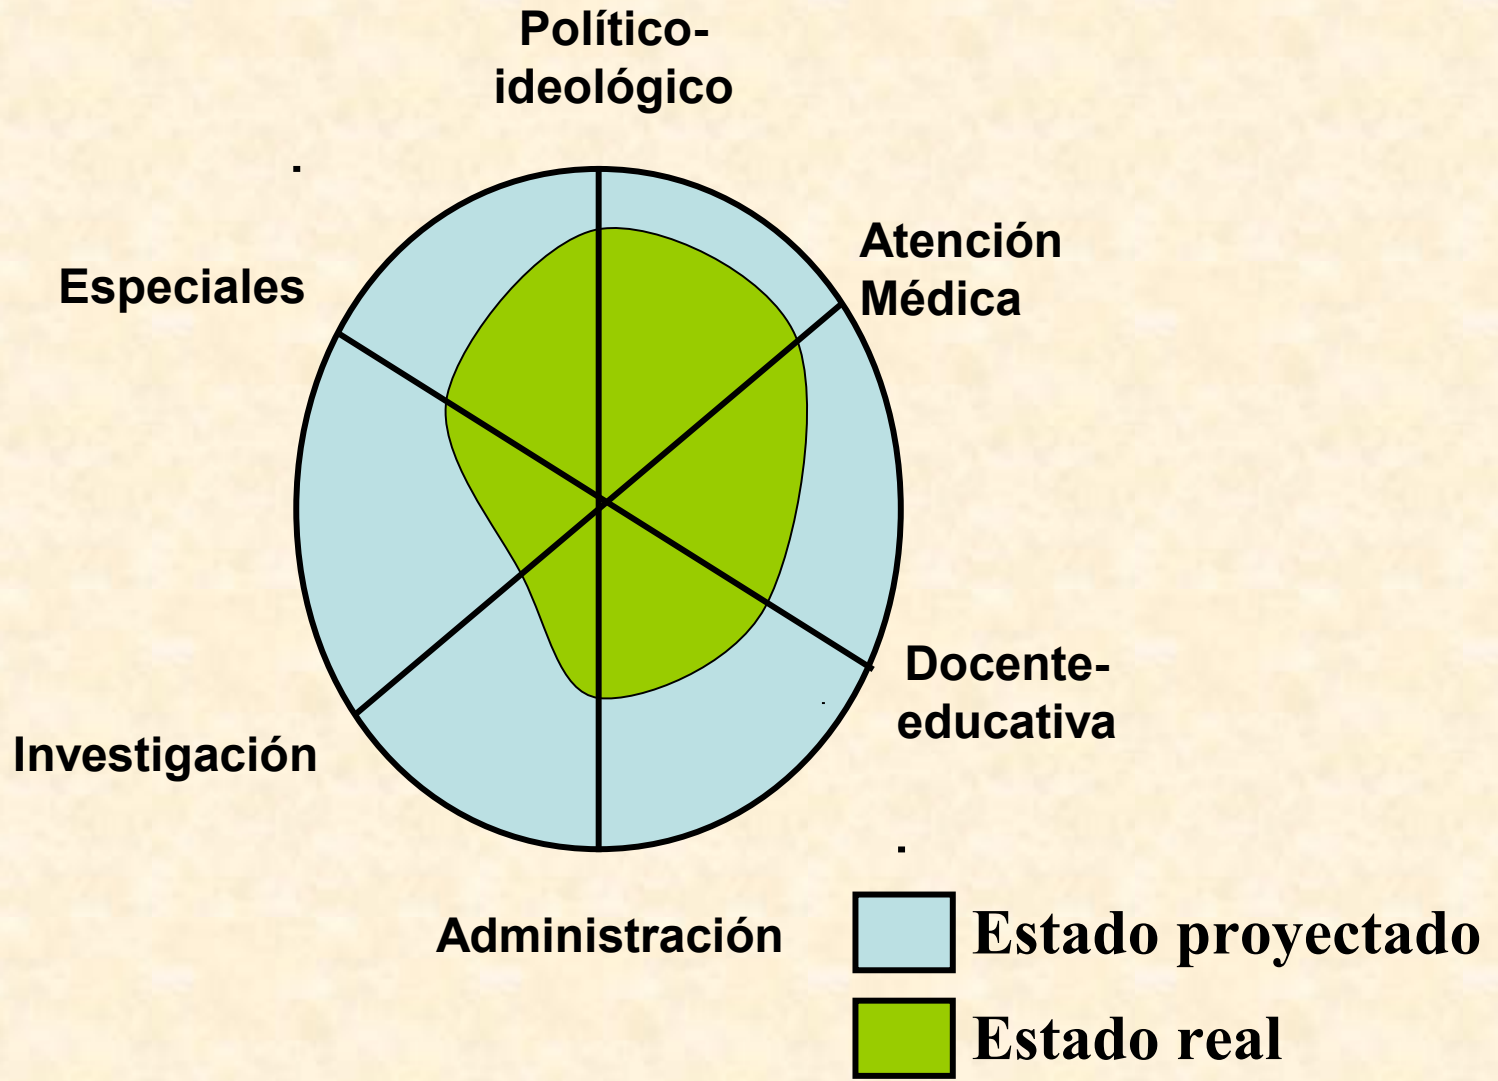 Político-
ideológico
Atención
Médica
Especiales
Docente-
educativa
Investigación
Administración
Estado proyectado
Estado real